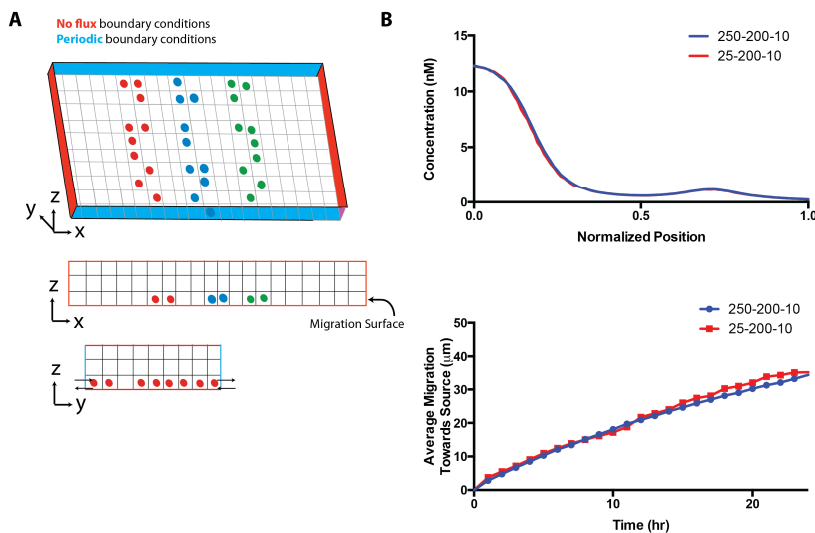 A
No flux boundary conditions
Periodic boundary conditions
y
z
x
z
x
Migration Surface
z
y
B
250-200-10
25-200-10
15
10
5
0
Concentration (nM)
0.0
0.5
1.0
Normalized Position
250-200-10
25-200-10
50
40
30
20
10
0
Average Migration
Towards Source (μm)
0
10
20
Time (hr)